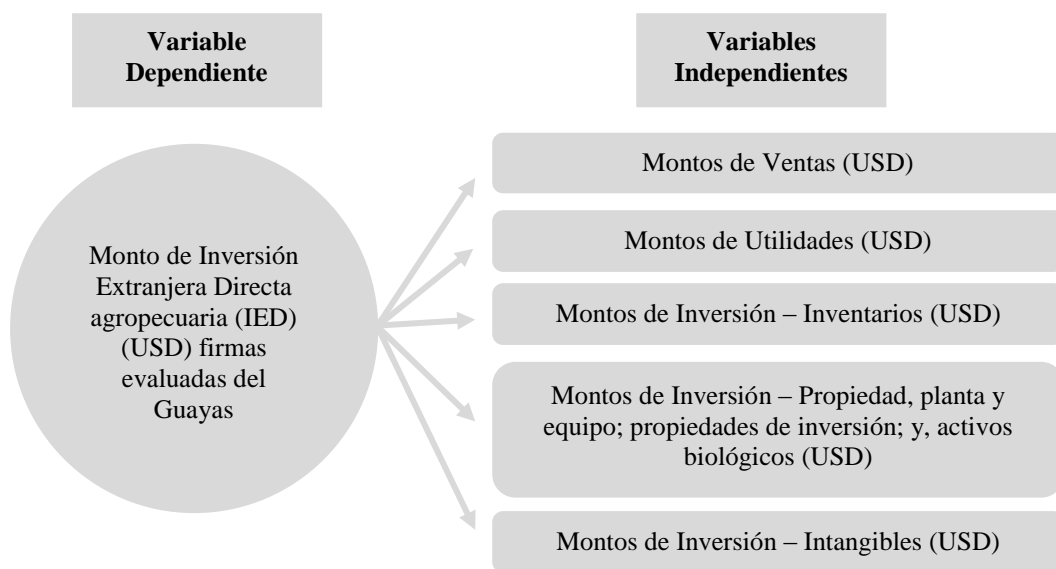 Variable
Dependiente
Variables
Independientes
Monto de Inversión
Extranjera Directa
agropecuaria (IED)
(USD) firmas
evaluadas del
Guayas
Montos de Ventas (USD)
Montos de Utilidades (USD)
Montos de Inversión – Inventarios (USD)
Montos de Inversión – Propiedad, planta y
equipo; propiedades de inversión; y, activos
biológicos (USD)
Montos de Inversión – Intangibles (USD)